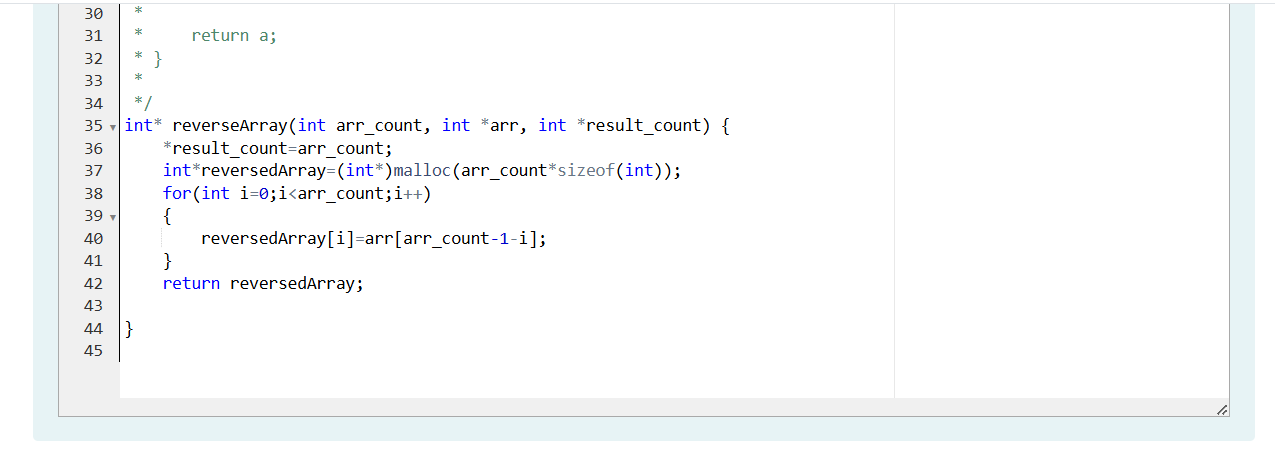 30 *
31 *     return a;
32 * }
33 *
34 */
35 int* reverseArray(int arr_count, int *arr, int *result_count) {
36     *result_count=arr_count;
37     int*reversedArray=(int*)malloc(arr_count*sizeof(int));
38     for(int i=0;i<arr_count;i++)
39     {
40         reversedArray[i]=arr[arr_count-1-i];
41     }
42     return reversedArray;
43
44 }
45